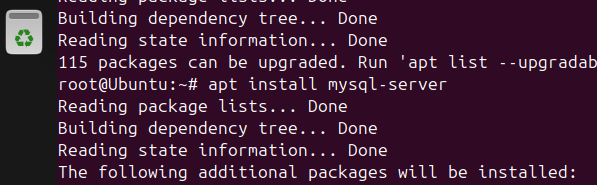 Reading package lists... Done
Building dependency tree... Done
Reading state information... Done
115 packages can be upgraded. Run 'apt list --upgradab
root@Ubuntu:~# apt install mysql-server
Reading package lists... Done
Building dependency tree... Done
Reading state information... Done
The following additional packages will be installed: